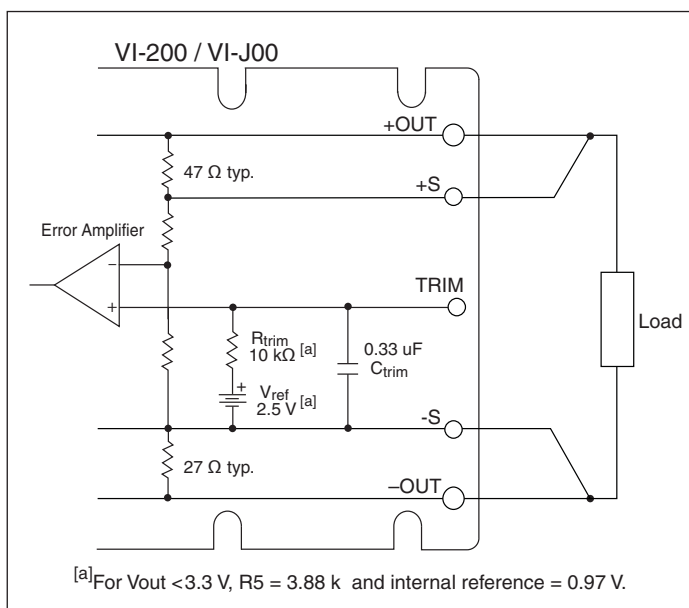 VI-200 / VI-J00
+OUT
47 Ω typ.
+S
Error Amplifier
−
+
TRIM
Rtrim
10 kΩ [a]
0.33 uF
Ctrim
Load
+
Vref
2.5 V [a]
-S
27 Ω typ.
–OUT
[a]For Vout <3.3 V, R5 = 3.88 k and internal reference = 0.97 V.